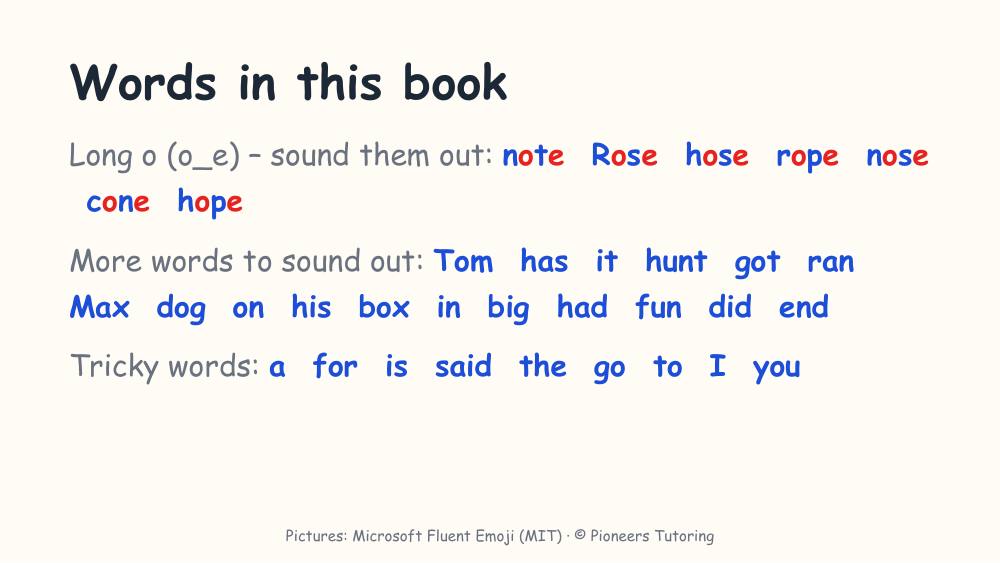 Words in this book
Long o (o_e) – sound them out: note Rose hose rope nose
cone hope
More words to sound out: Tom has it hunt got ran
Max dog on his box in big had fun did end
Tricky words: a for is said the go to I you
Pictures: Microsoft Fluent Emoji (MIT) · © Pioneers Tutoring